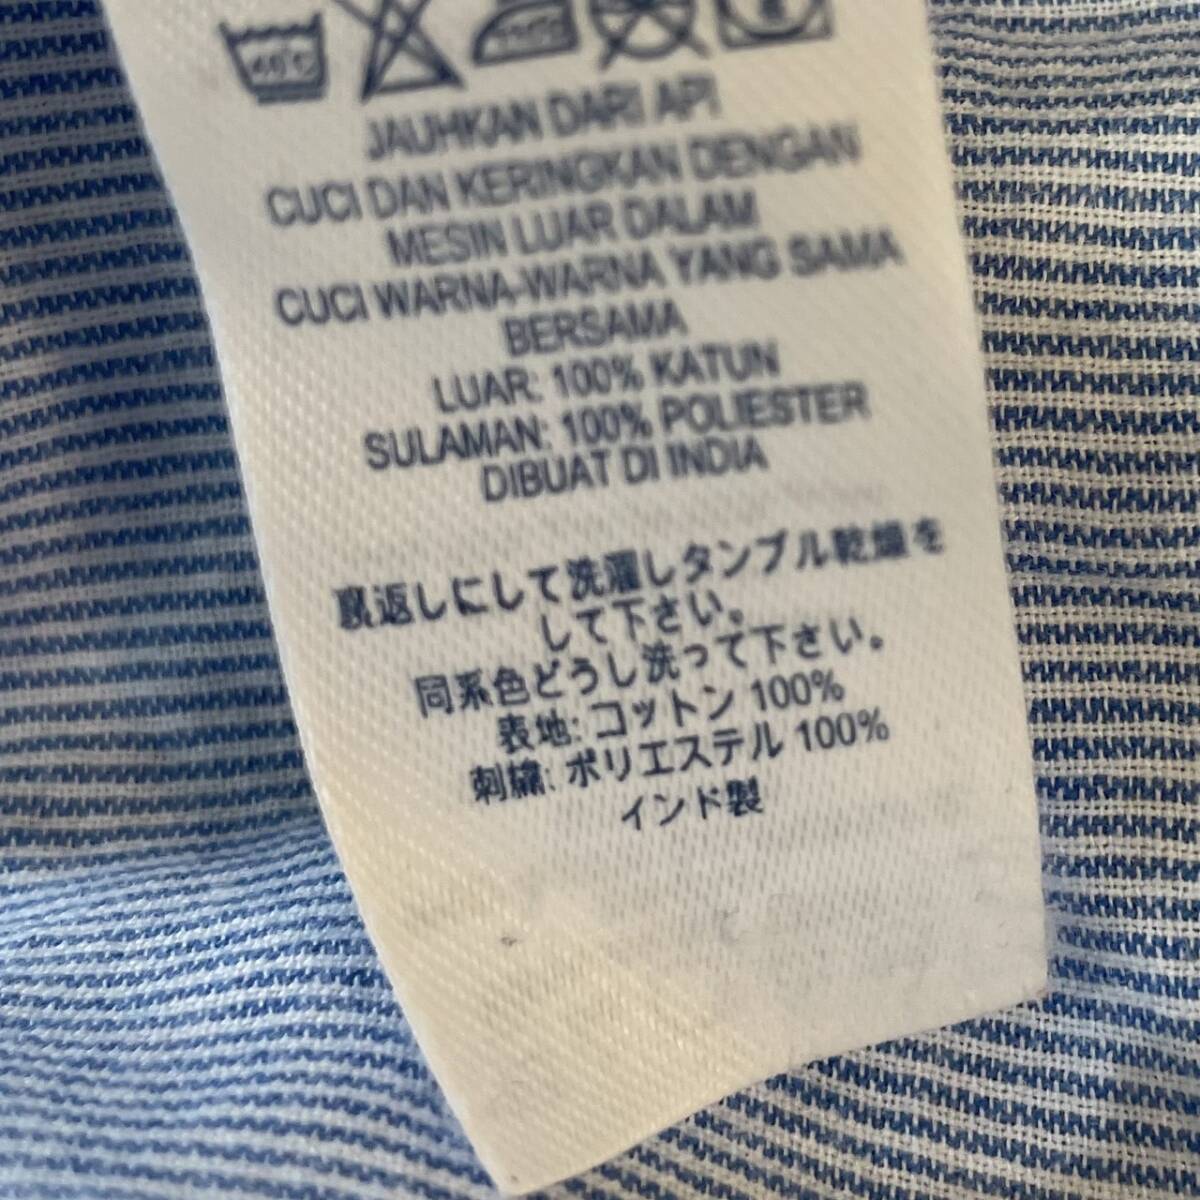 40°C
110°C
JAUHKAN DARI API
CUCI DAN KERINGKAN DENGAN
MESIN LUAR DALAM
CUCI WARNA-WARNA YANG SAMA
BERSAMA
LUAR: 100% KATUN
SULAMAN: 100% POLIESTER
DIBUAT DI INDIA
裏返しにして洗濯しタンブル乾燥を
して下さい。
同系色どうし洗って下さい。
表地: コットン 100%
刺繍: ポリエステル 100%
インド製